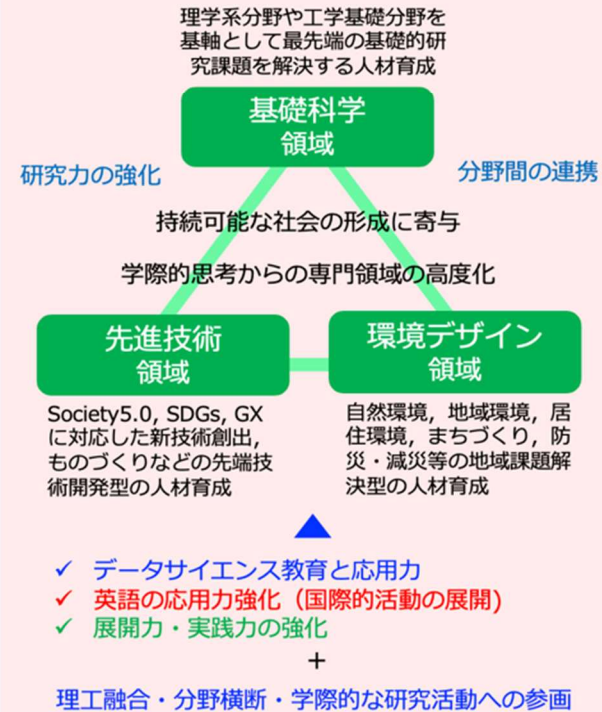 理学系分野や工学基礎分野を
基軸として最先端の基礎的研
究課題を解決する人材育成
基礎科学
領域
研究力の強化
分野間の連携
持続可能な社会の形成に寄与
学際的思考からの専門領域の高度化
先進技術
領域
環境デザイン
領域
Society5.0, SDGs, GX
に対応した新技術創出,
ものづくりなどの先端技
術開発型の人材育成
自然環境，地域環境，居
住環境，まちづくり，防
災・減災等の地域課題解
決型の人材育成
✓ データサイエンス教育と応用力
✓ 英語の応用力強化（国際的活動の展開)
✓ 展開力・実践力の強化
+
理工融合・分野横断・学際的な研究活動への参画